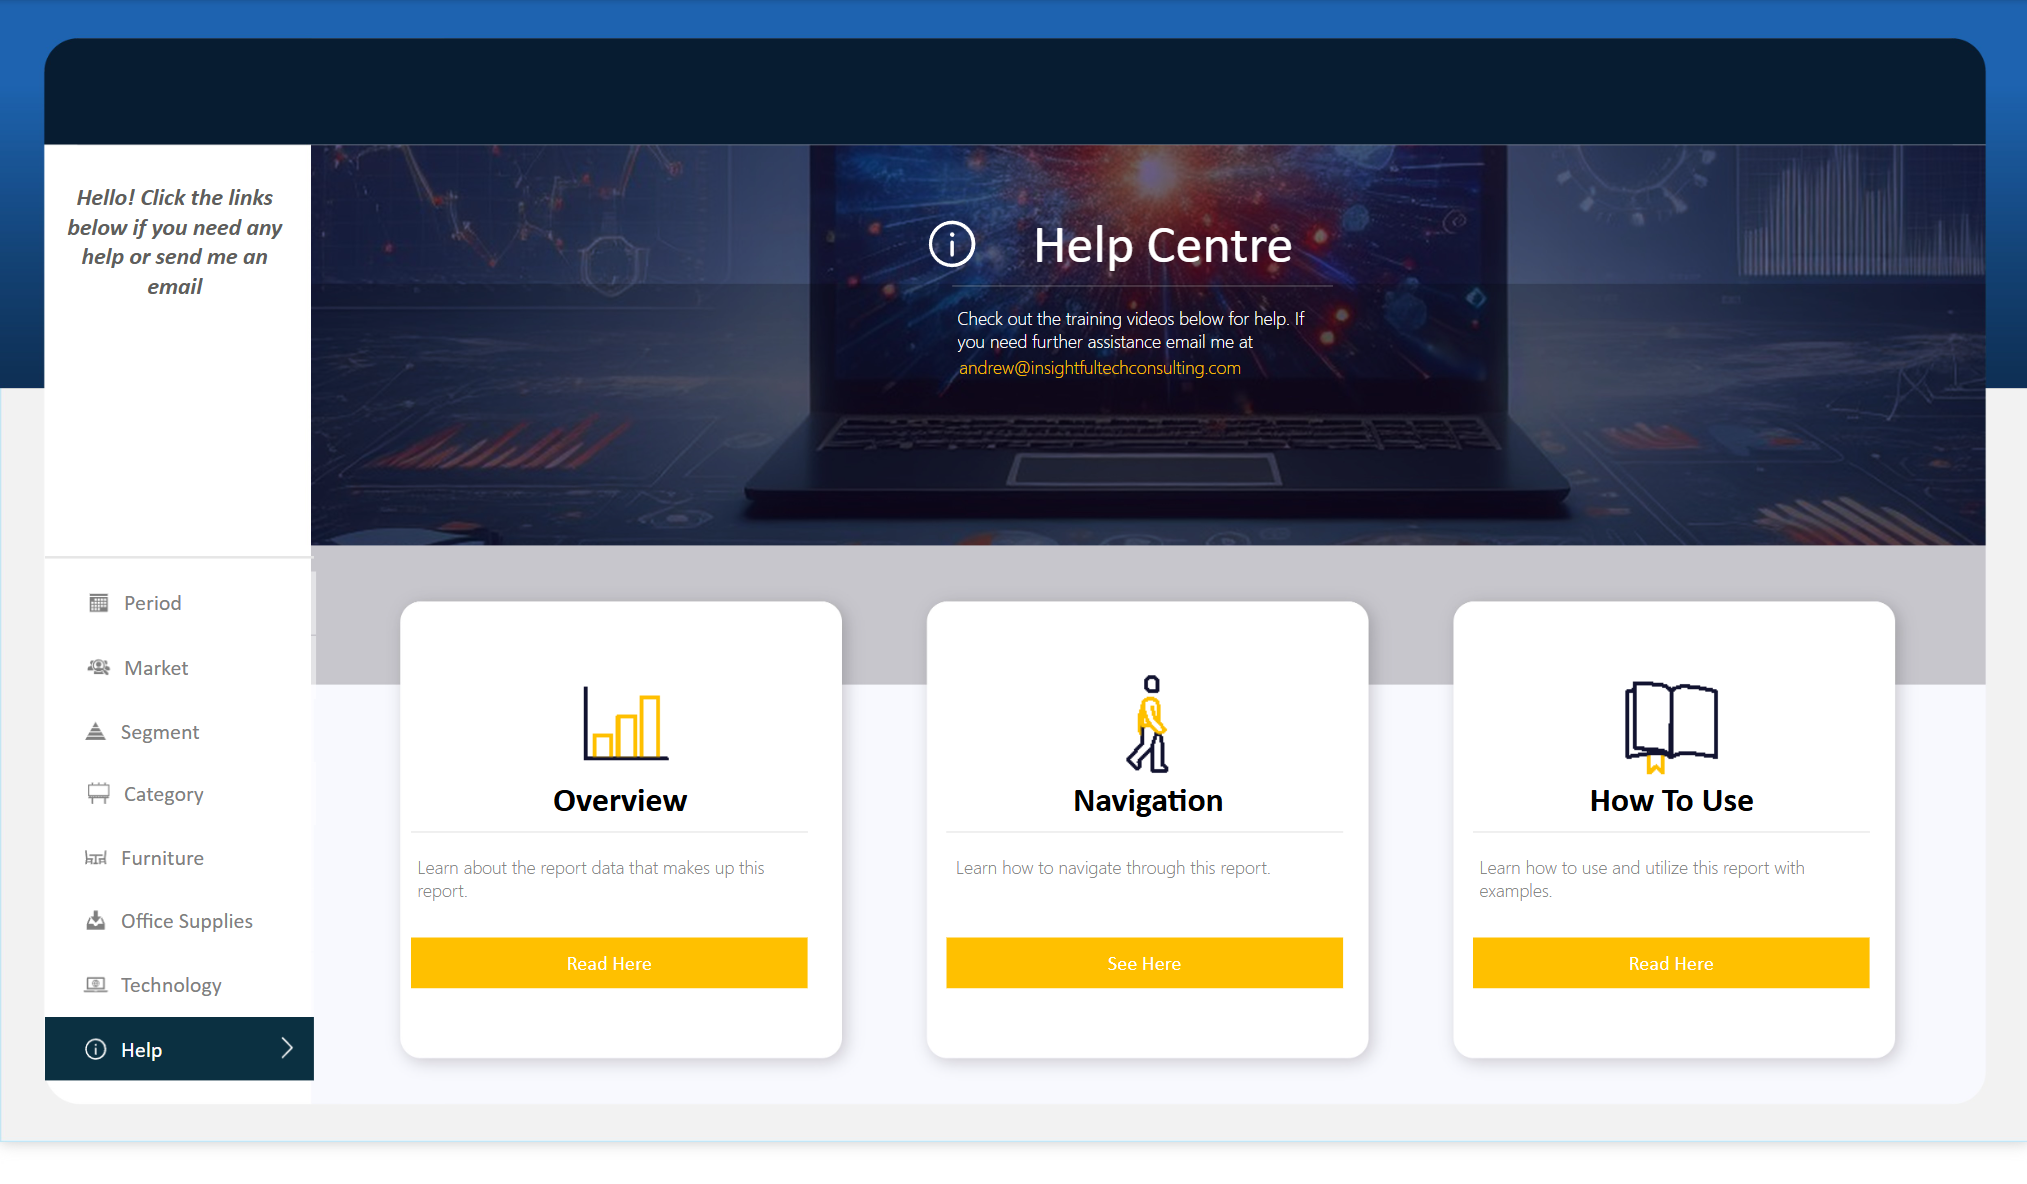 Hello! Click the links
below if you need any
help or send me an
email
Help Centre
Check out the training videos below for help. If
you need further assistance email me at
andrew@insightfultechconsulting.com
Period
Market
Segment
Category
Furniture
Office Supplies
Technology
Help
Overview
Learn about the report data that makes up this
report.
Read Here
Navigation
Learn how to navigate through this report.
See Here
How To Use
Learn how to use and utilize this report with
examples.
Read Here